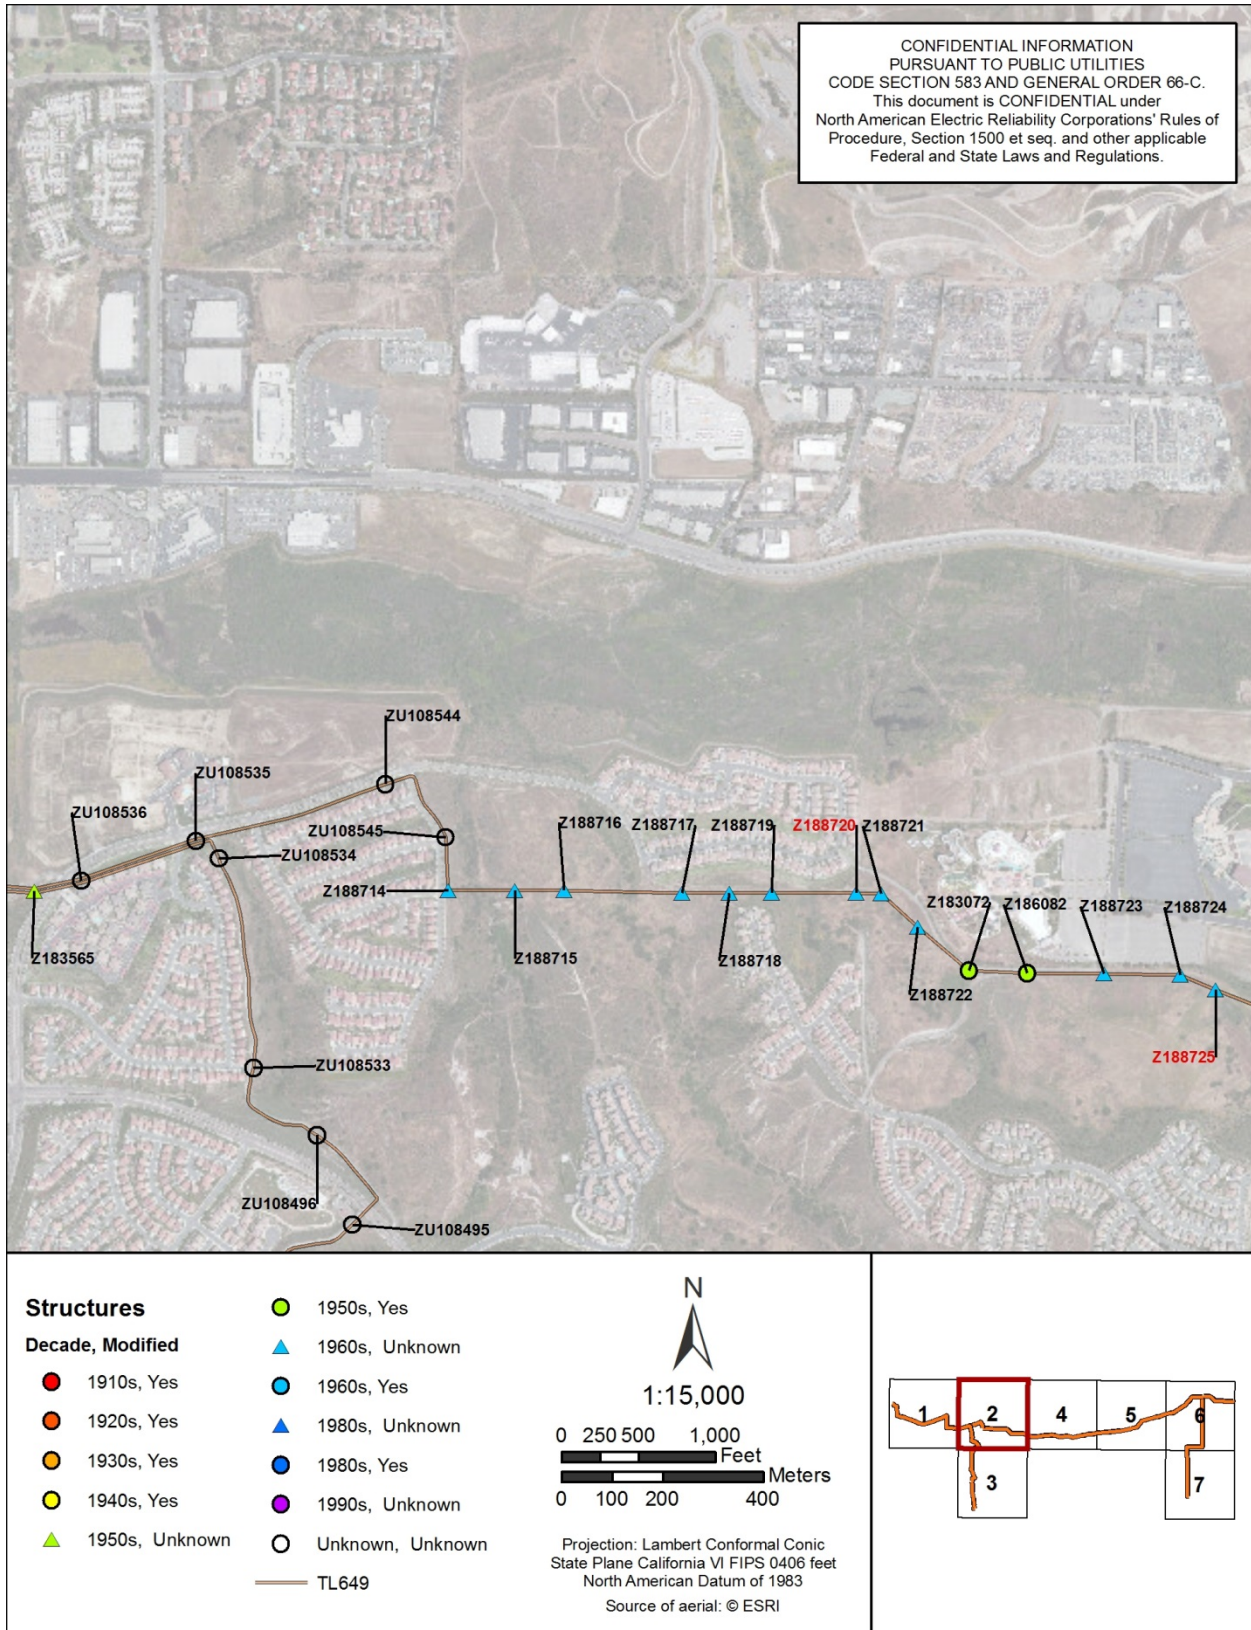 CONFIDENTIAL INFORMATION
PURSUANT TO PUBLIC UTILITIES
CODE SECTION 583 AND GENERAL ORDER 66-C.
This document is CONFIDENTIAL under
North American Electric Reliability Corporations' Rules of
Procedure, Section 1500 et seq. and other applicable
Federal and State Laws and Regulations.
ZU108544
ZU108535
ZU108536
ZU108545
ZU108534
Z188716
Z188717
Z188719
Z188720
Z188721
Z188714
Z183565
Z188715
Z188718
Z183072
Z186082
Z188723
Z188724
Z188722
Z188725
ZU108533
ZU108496
ZU108495
Structures
Decade, Modified
1910s, Yes
1920s, Yes
1930s, Yes
1940s, Yes
1950s, Unknown
1950s, Yes
1960s, Unknown
1960s, Yes
1980s, Unknown
1980s, Yes
1990s, Unknown
Unknown, Unknown
TL649
N
1:15,000
0 250 500 1,000
Feet
Meters
0 100 200 400
Projection: Lambert Conformal Conic
State Plane California VI FIPS 0406 feet
North American Datum of 1983
Source of aerial: © ESRI
1 2 4 5 6
3 7